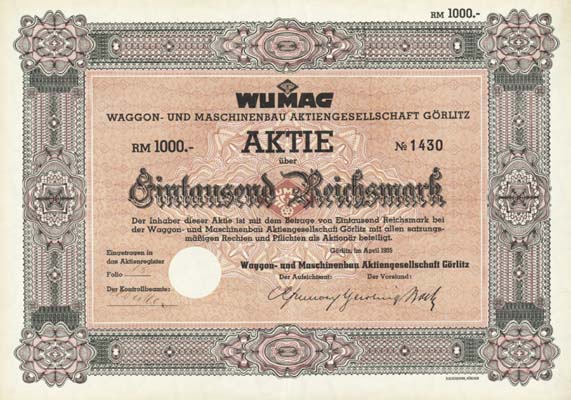 RM 1000.-
WUMAG
WAGGON- UND MASCHINENBAU AKTIENGESELLSCHAFT GÖRLITZ
RM 1000.- AKTIE № 1430
über
Eintausend Reichsmark
Der Inhaber dieser Aktie ist mit dem Betrage von Eintausend Reichsmark bei
der Waggon- und Maschinenbau Aktiengesellschaft Görlitz mit allen satzungs-
mäßigen Rechten und Pflichten als Aktionär beteiligt.
Eingetragen in
das Aktienregister
Folio
Der Kontrollbeamte:
Görlitz, im April 1935
Waggon- und Maschinenbau Aktiengesellschaft Görlitz
Der Aufsichtsrat: Der Vorstand: